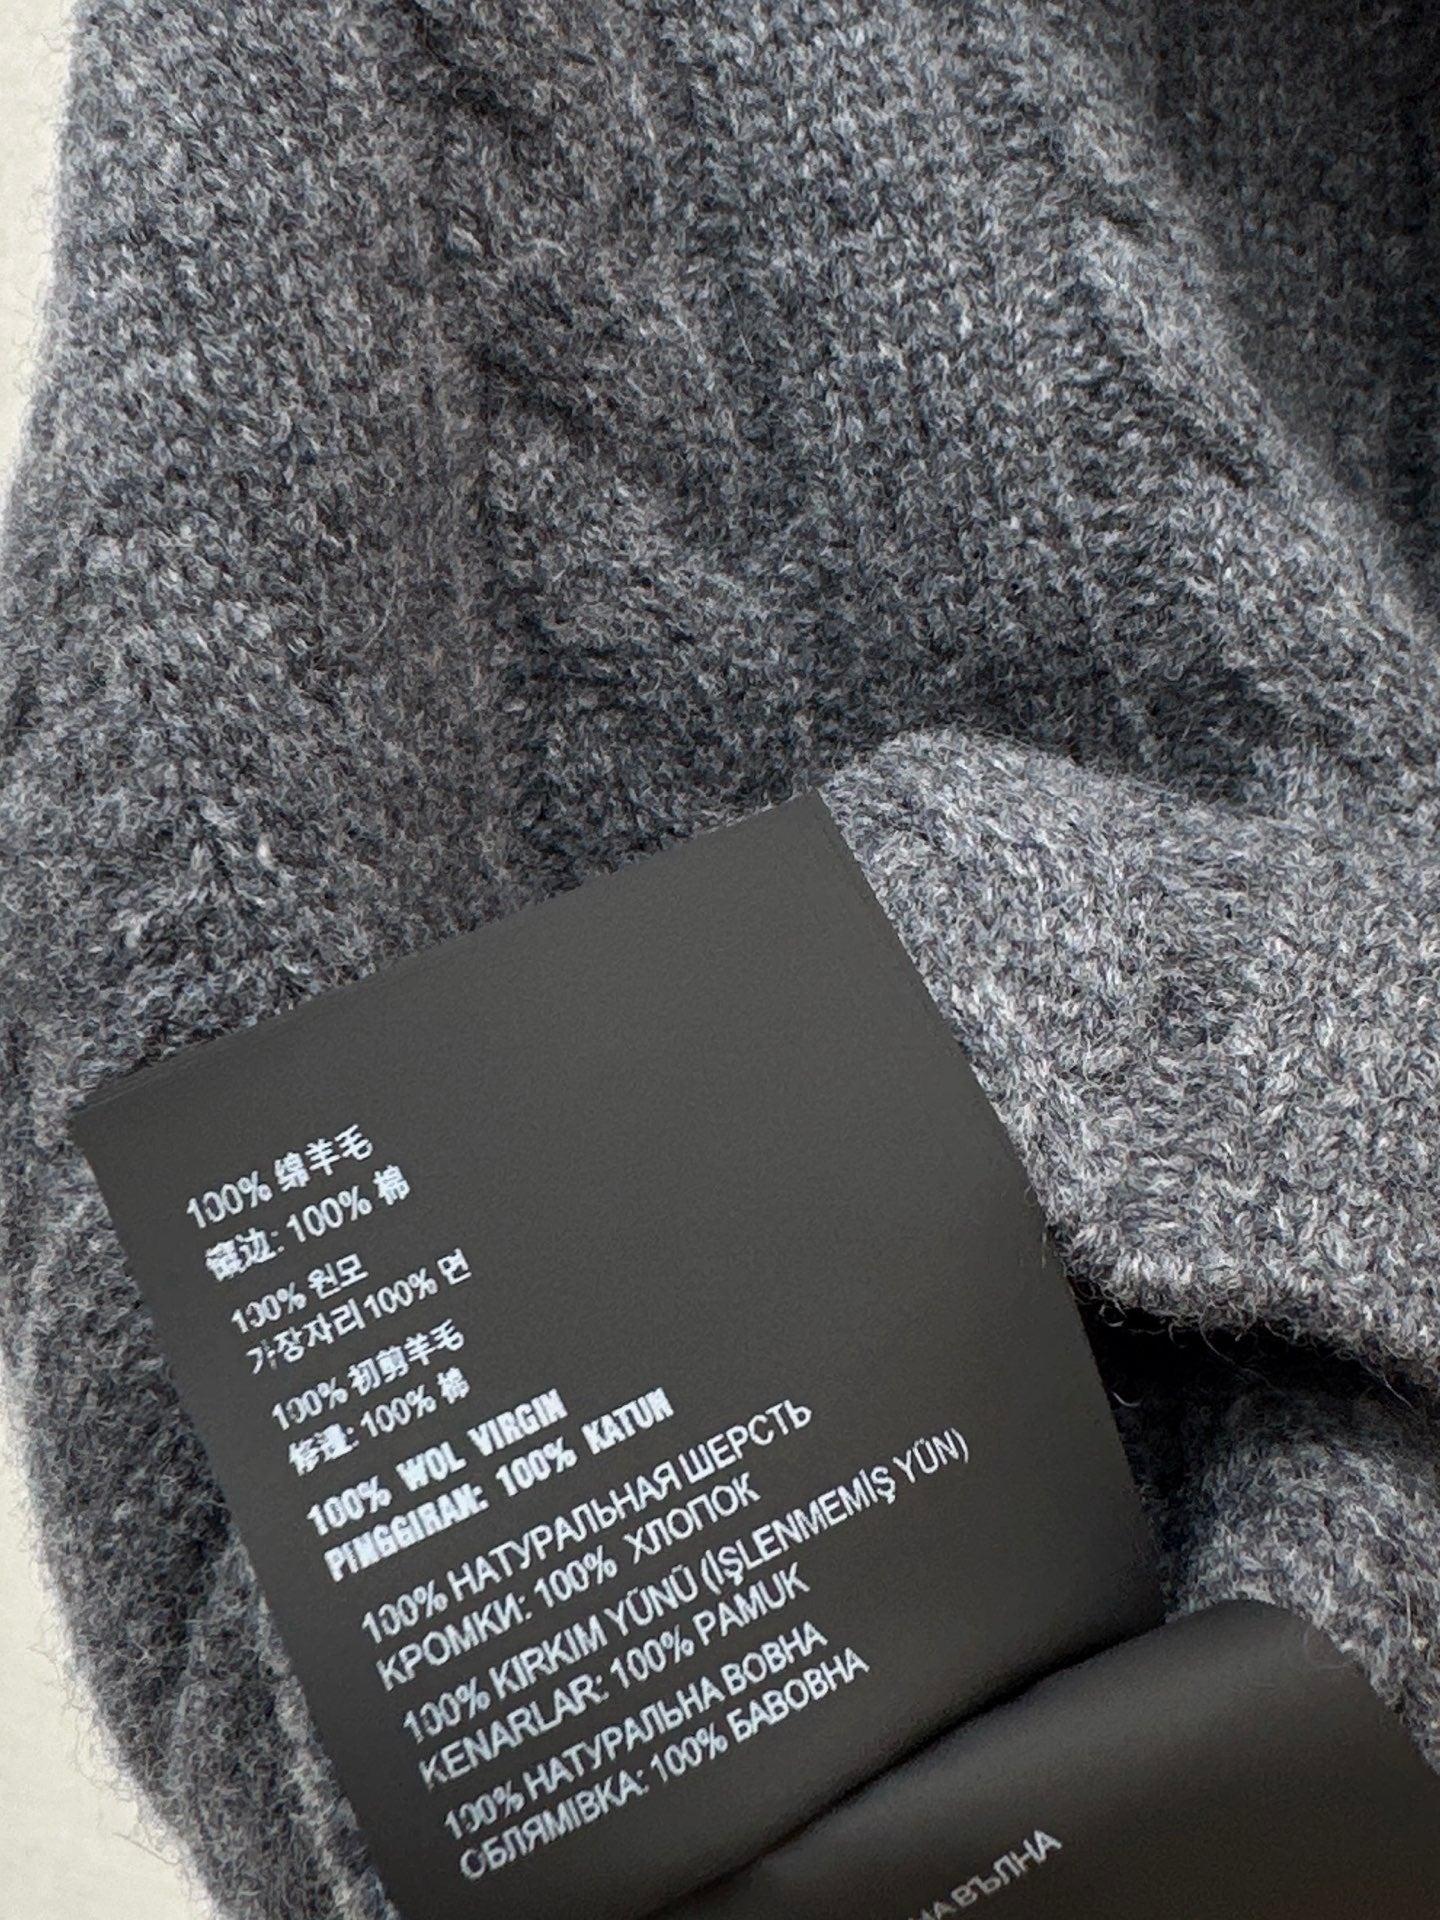 100% 绵羊毛
镶边: 100% 棉
100% 원모
가장자리 100% 면
100% 初剪羊毛
修邊: 100% 棉
100% WOL VIRGIN
PINGGIRAN: 100% KATUN
100% НАТУРАЛЬНАЯ ШЕРСТЬ
КРОМКИ: 100% ХЛОПОК
100% KIRKIM YÜNÜ (İŞLENMEMİŞ YÜN)
KENARLAR: 100% PAMUK
100% НАТУРАЛЬНА ВОВНА
ОБЛЯМІВКА: 100% БАВОВНА
ВЪЛНА